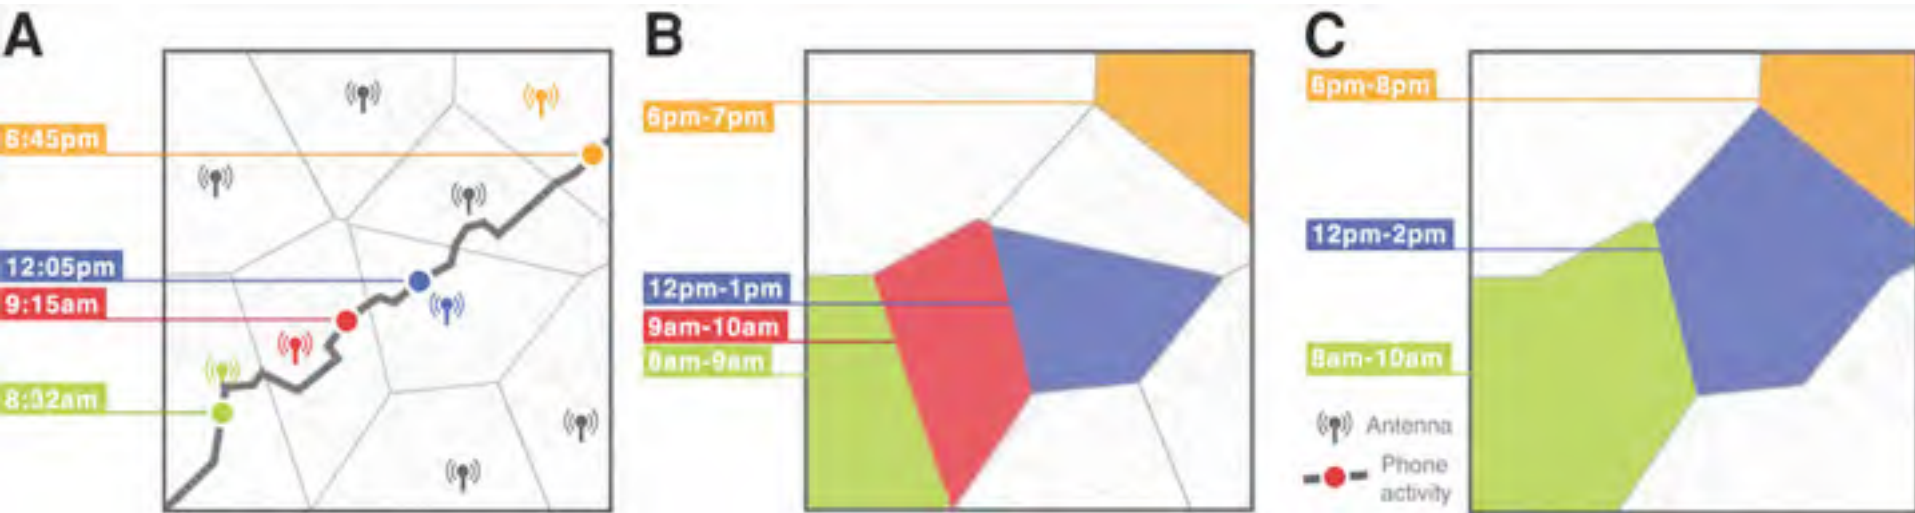 A
6:45pm
12:05pm
9:15am
8:32am
B
6pm-7pm
12pm-1pm
9am-10am
8am-9am
C
6pm-8pm
12pm-2pm
8am-10am
Antenna
Phone
activity